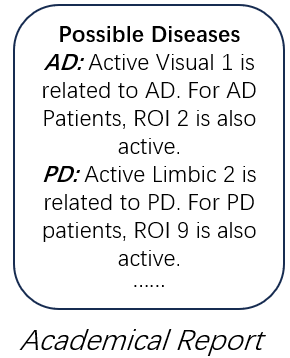 Possible Diseases
AD: Active Visual 1 is
related to AD. For AD
Patients, ROI 2 is also
active.
PD: Active Limbic 2 is
related to PD. For PD
patients, ROI 9 is also
active.
......
Academical Report